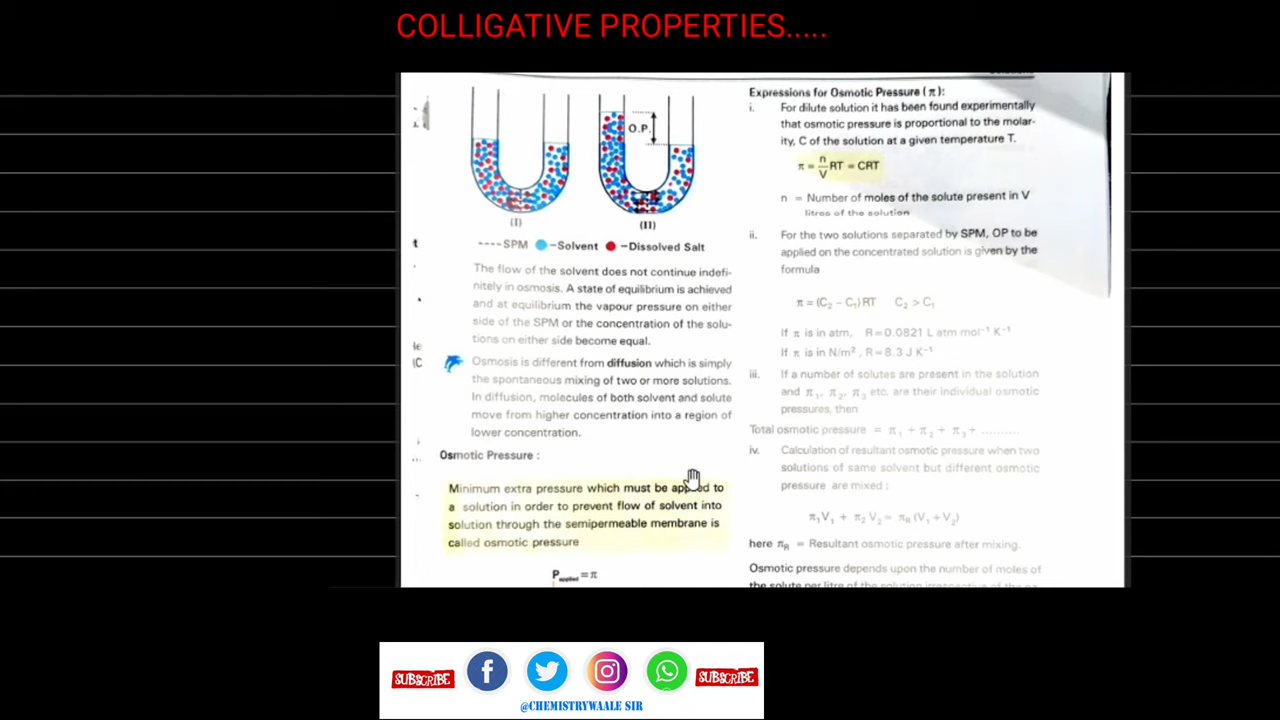 COLLIGATIVE PROPERTIES.....
O.P.
(I)
(II)
----SPM -Solvent -Dissolved Salt
The flow of the solvent does not continue indefi-
nitely in osmosis. A state of equilibrium is achieved
and at equilibrium the vapour pressure on either
side of the SPM or the concentration of the solu-
tions on either side become equal.
Osmosis is different from diffusion which is simply
the spontaneous mixing of two or more solutions.
In diffusion, molecules of both solvent and solute
move from higher concentration into a region of
lower concentration.
Osmotic Pressure :
Minimum extra pressure which must be applied to
a solution in order to prevent flow of solvent into
solution through the semipermeable membrane is
called osmotic pressure
P applied = π
Expressions for Osmotic Pressure ( π ):
i. For dilute solution it has been found experimentally
that osmotic pressure is proportional to the molar-
ity, C of the solution at a given temperature T.
π = n/V RT = CRT
n = Number of moles of the solute present in V
litres of the solution
ii. For the two solutions separated by SPM, OP to be
applied on the concentrated solution is given by the
formula
π = (C₂ − C₁) RT C₂ > C₁
If π is in atm, R = 0.0821 L atm mol⁻¹ K⁻¹
If π is in N/m², R = 8.3 J K⁻¹
iii. If a number of solutes are present in the solution
and π₁, π₂, π₃ etc. are their individual osmotic
pressures, then
Total osmotic pressure = π₁ + π₂ + π₃ + ..........
iv. Calculation of resultant osmotic pressure when two
solutions of same solvent but different osmotic
pressure are mixed :
π₁V₁ + π₂V₂ = π_R (V₁ + V₂)
here π_R = Resultant osmotic pressure after mixing.
Osmotic pressure depends upon the number of moles of
the solute per litre of the solution irrespective of the
SUBSCRIBE
SUBSCRIBE
@CHEMISTRYWAALE SIR